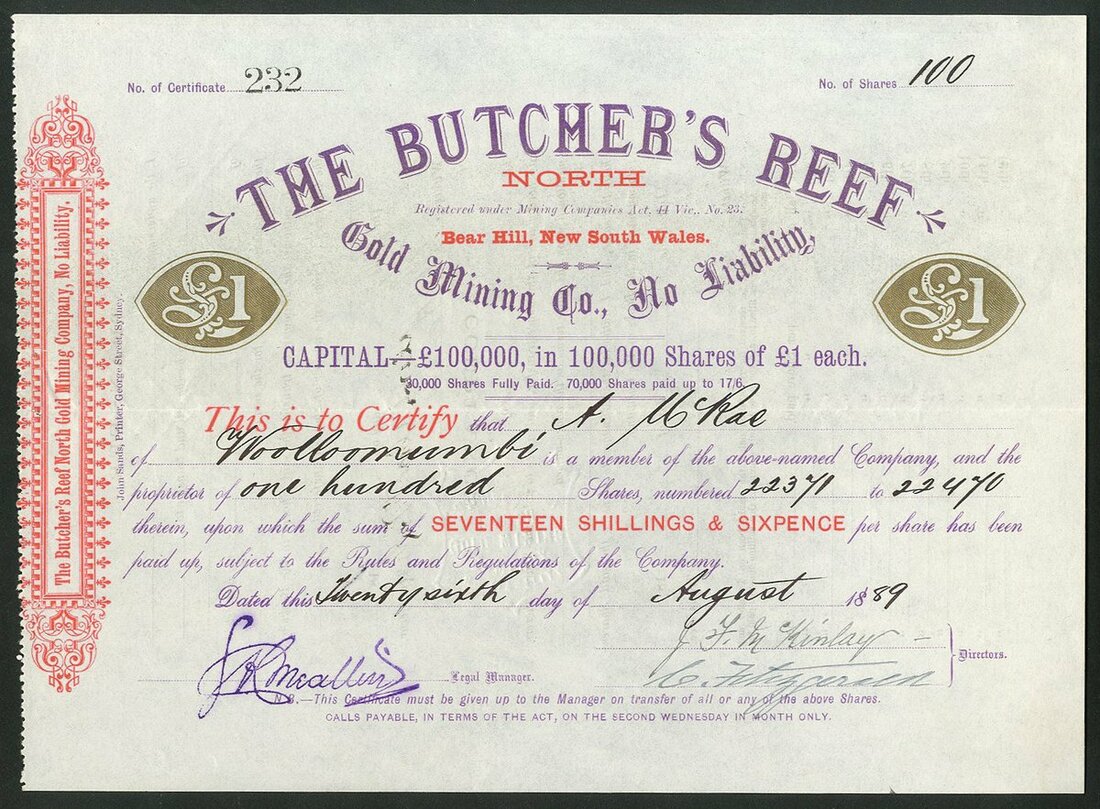 No. of Certificate 232
No. of Shares 100
THE BUTCHER'S REEF
NORTH
Registered under Mining Companies Act, 44 Vic., No. 23.
Bear Hill, New South Wales.
Gold Mining Co., No Liability,
£1
£1
CAPITAL—£100,000, in 100,000 Shares of £1 each.
30,000 Shares Fully Paid. 70,000 Shares paid up to 17/6.
This is to Certify that A. McRae
of Woolloomumbi is a member of the above-named Company, and the
proprietor of one hundred Shares, numbered 22371 to 22470
therein, upon which the sum of SEVENTEEN SHILLINGS & SIXPENCE per share has been
paid up, subject to the Rules and Regulations of the Company.
Dated this Twenty sixth day of August 1889
J. F. McKinlay
Directors.
Legal Manager.
N.B.—This Certificate must be given up to the Manager on transfer of all or any of the above Shares.
CALLS PAYABLE, IN TERMS OF THE ACT, ON THE SECOND WEDNESDAY IN MONTH ONLY.
The Butcher's Reef North Gold Mining Company, No Liability.
John Sands, Printer, George Street, Sydney.